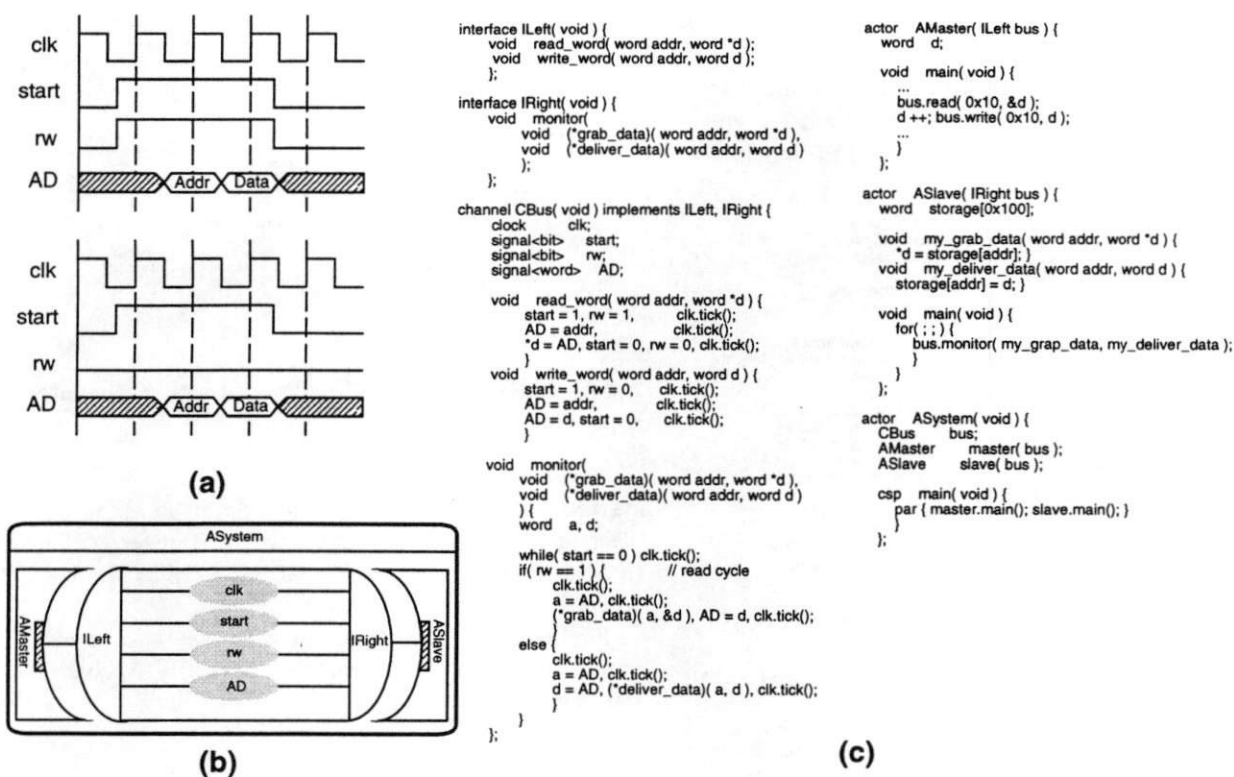 clk
start
rw
AD
Addr
Data
clk
start
rw
AD
Addr
Data
(a)
ASystem
AMaster
ILeft
clk
start
rw
AD
IRight
ASlave
(b)
interface ILeft( void ) {
void read_word( word addr, word *d );
void write_word( word addr, word d );
};
interface IRight( void ) {
void monitor(
void (*grab_data)( word addr, word *d ),
void (*deliver_data)( word addr, word d )
);
};
channel CBus( void ) implements ILeft, IRight {
clock clk;
signal<bit> start;
signal<bit> rw;
signal<word> AD;
void read_word( word addr, word *d ) {
start = 1, rw = 1, clk.tick();
AD = addr, clk.tick();
*d = AD, start = 0, rw = 0, clk.tick();
}
void write_word( word addr, word d ) {
start = 1, rw = 0, clk.tick();
AD = addr, clk.tick();
AD = d, start = 0, clk.tick();
}
void monitor(
void (*grab_data)( word addr, word *d ),
void (*deliver_data)( word addr, word d )
) {
word a, d;
while( start == 0 ) clk.tick();
if( rw == 1 ) { // read cycle
clk.tick();
a = AD, clk.tick();
(*grab_data)( a, &d ), AD = d, clk.tick();
}
else {
clk.tick();
a = AD, clk.tick();
d = AD, (*deliver_data)( a, d ), clk.tick();
}
}
};
actor AMaster( ILeft bus ) {
word d;
void main( void ) {
...
bus.read( 0x10, &d );
d ++; bus.write( 0x10, d );
...
}
};
actor ASlave( IRight bus ) {
word storage[0x100];
void my_grab_data( word addr, word *d ) {
*d = storage[addr]; }
void my_deliver_data( word addr, word d ) {
storage[addr] = d; }
void main( void ) {
for( ; ; ) {
bus.monitor( my_grap_data, my_deliver_data );
}
}
};
actor ASystem( void ) {
CBus bus;
AMaster master( bus );
ASlave slave( bus );
csp main( void ) {
par { master.main(); slave.main(); }
}
};
(c)